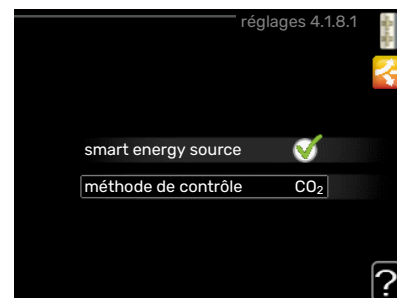 réglages 4.1.8.1
smart energy source
méthode de contrôle CO₂
?